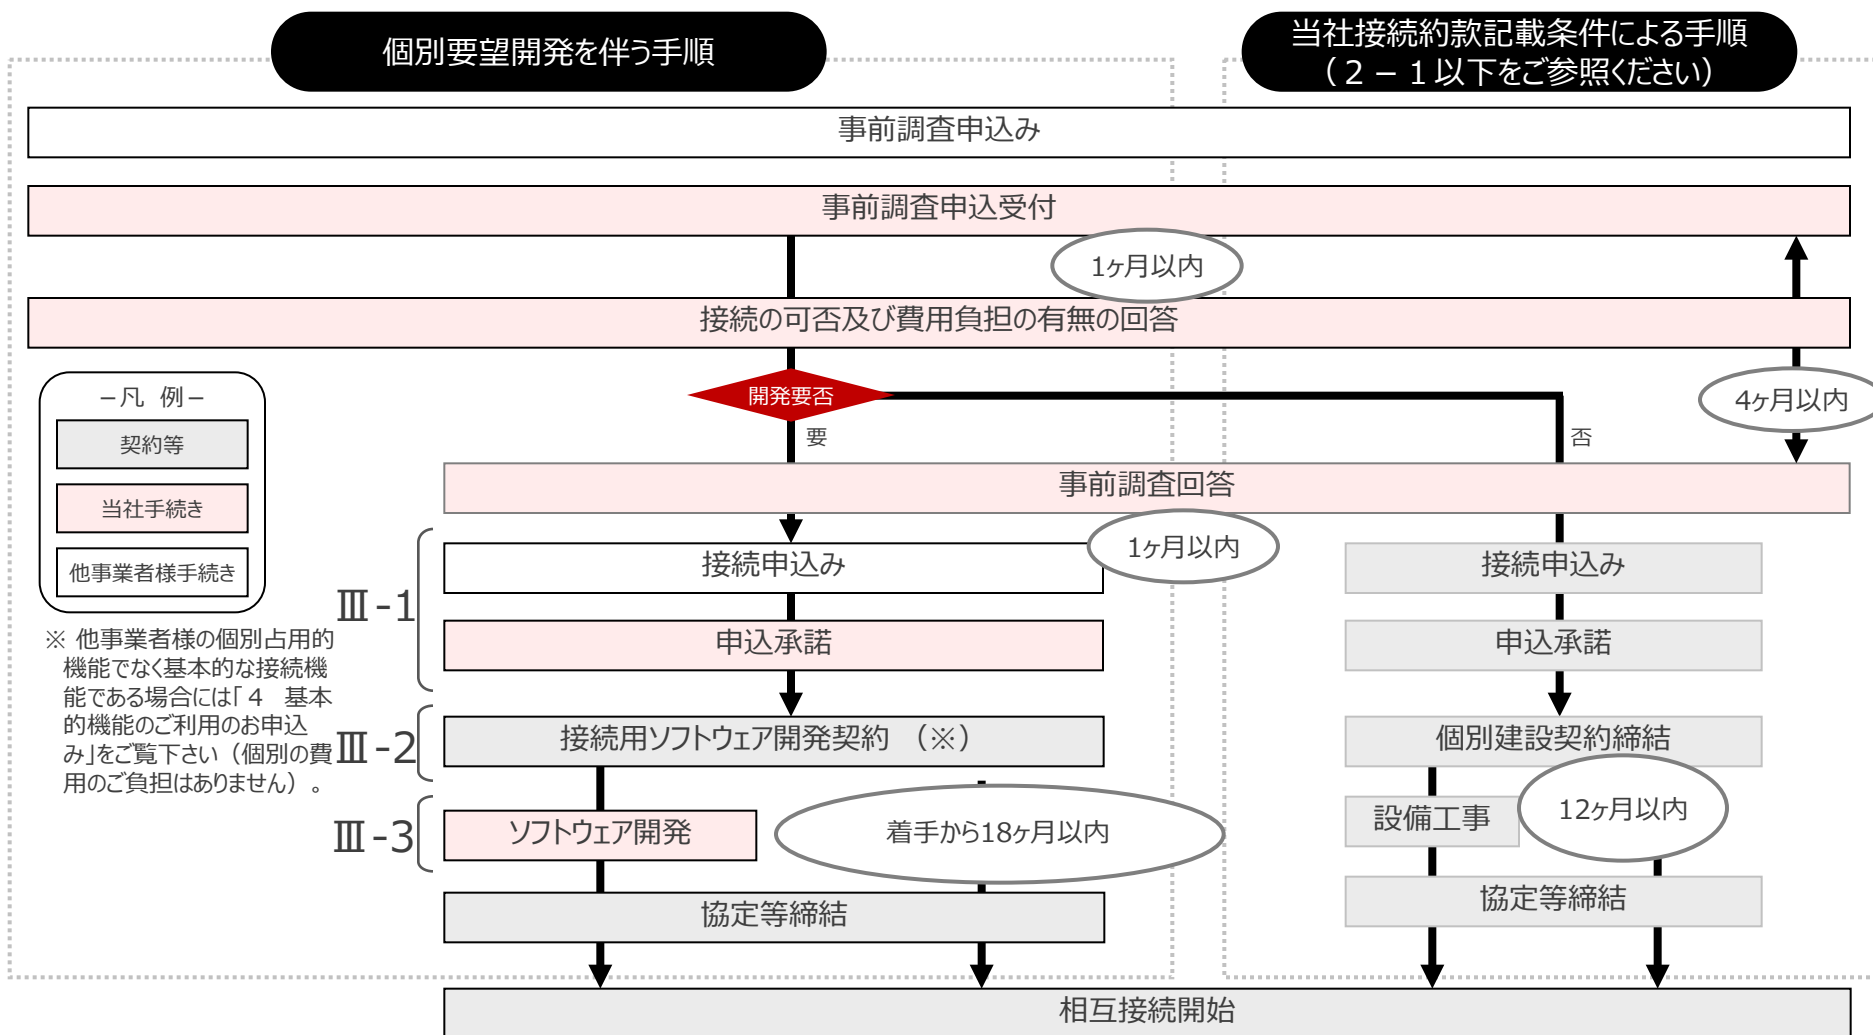 個別要望開発を伴う手順
当社接続約款記載条件による手順
（２－１以下をご参照ください）
事前調査申込み
事前調査申込受付
1ヶ月以内
接続の可否及び費用負担の有無の回答
－凡 例－
契約等
当社手続き
他事業者様手続き
開発要否
要
否
4ヶ月以内
事前調査回答
1ヶ月以内
Ⅲ-1
接続申込み
接続申込み
申込承諾
申込承諾
※ 他事業者様の個別占用的
機能でなく基本的な接続機
能である場合には「４ 基本
的機能のご利用のお申込
み」をご覧下さい（個別の費
用のご負担はありません）。
Ⅲ-2
接続用ソフトウェア開発契約 （※）
個別建設契約締結
Ⅲ-3
ソフトウェア開発
着手から18ヶ月以内
設備工事
12ヶ月以内
協定等締結
協定等締結
相互接続開始